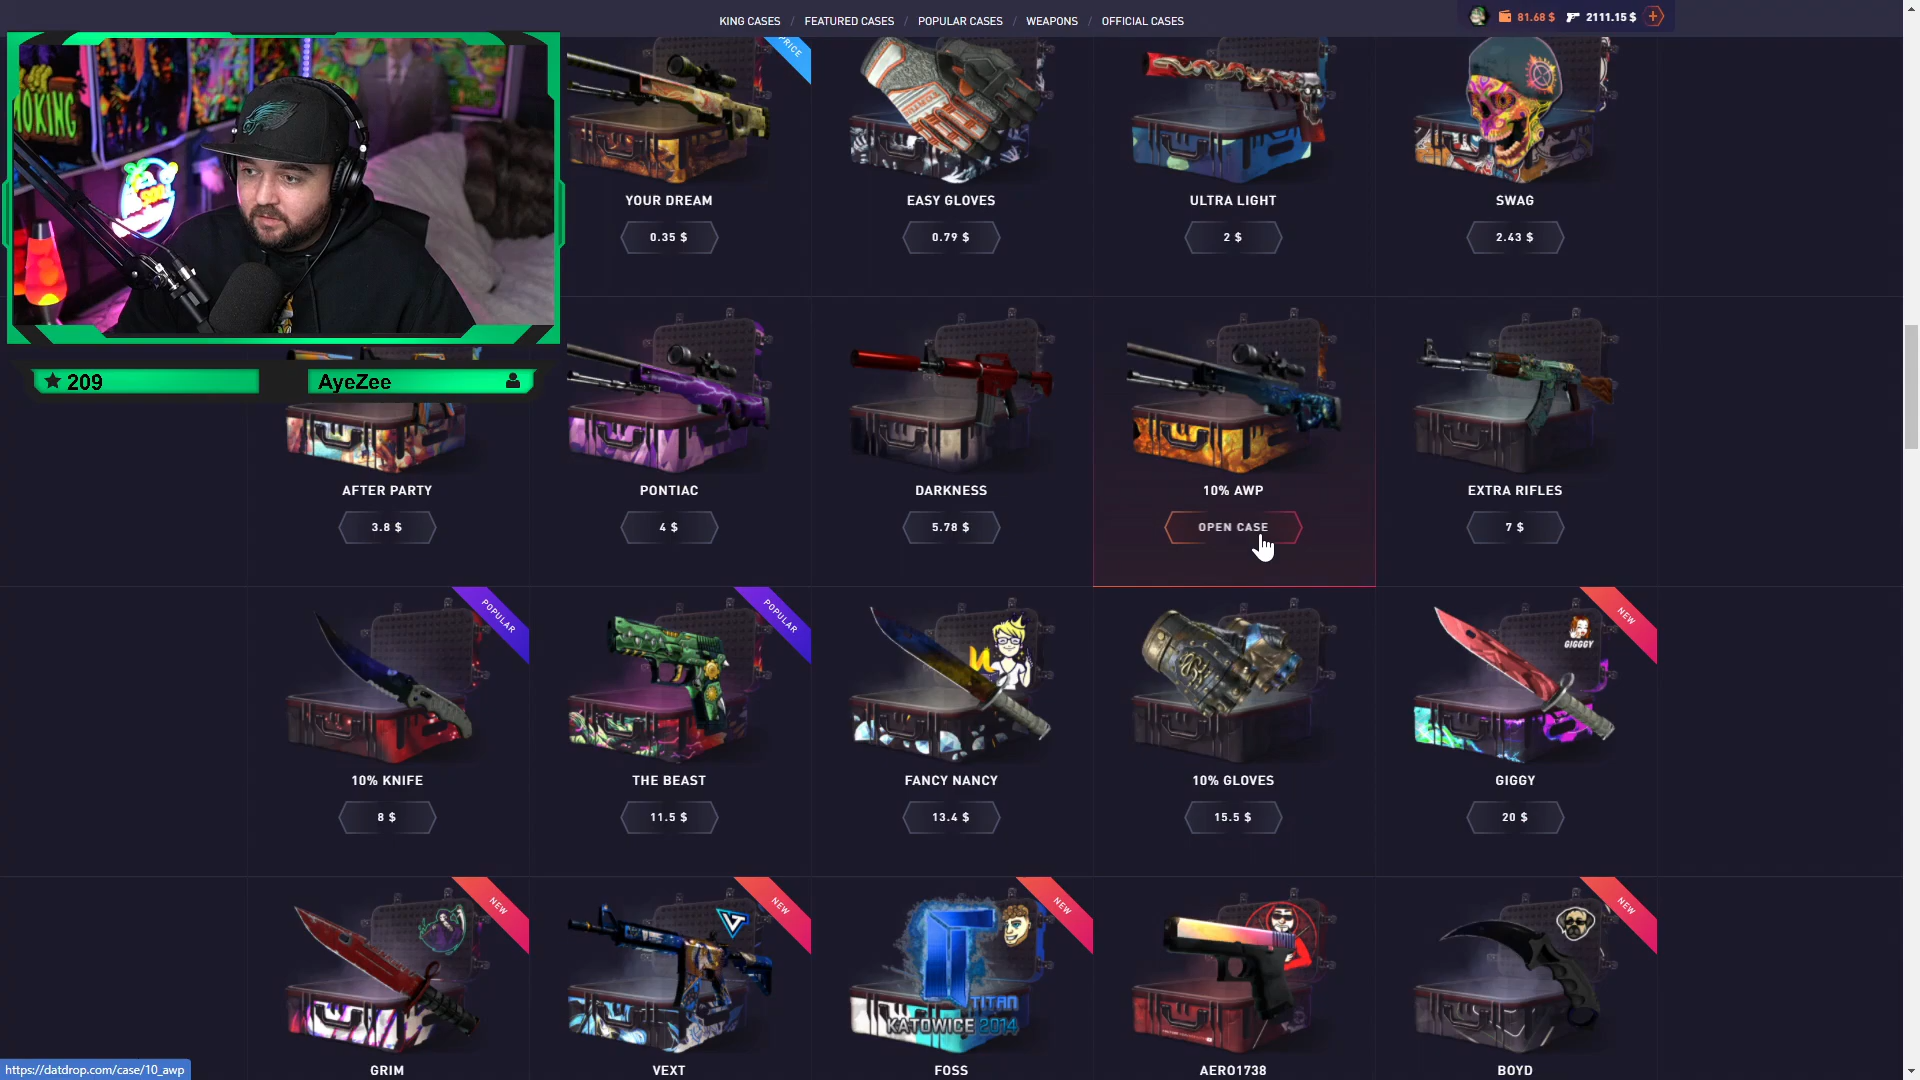 KING CASES / FEATURED CASES / POPULAR CASES / WEAPONS / OFFICIAL CASES
81.68 $ 2111.15 $
SMOKING
YOUR DREAM
EASY GLOVES
ULTRA LIGHT
SWAG
0.35 $
0.79 $
2 $
2.43 $
209
AyeZee
AFTER PARTY
PONTIAC
DARKNESS
10% AWP
EXTRA RIFLES
3.8 $
4 $
5.78 $
OPEN CASE
7 $
POPULAR
POPULAR
NEW
GIGGGY
10% KNIFE
THE BEAST
FANCY NANCY
10% GLOVES
GIGGY
8 $
11.5 $
13.4 $
15.5 $
20 $
NEW
NEW
NEW
NEW
TITAN
KATOWICE 2014
GRIM
VEXT
FOSS
AERO1738
BOYD
https://datdrop.com/case/10_awp